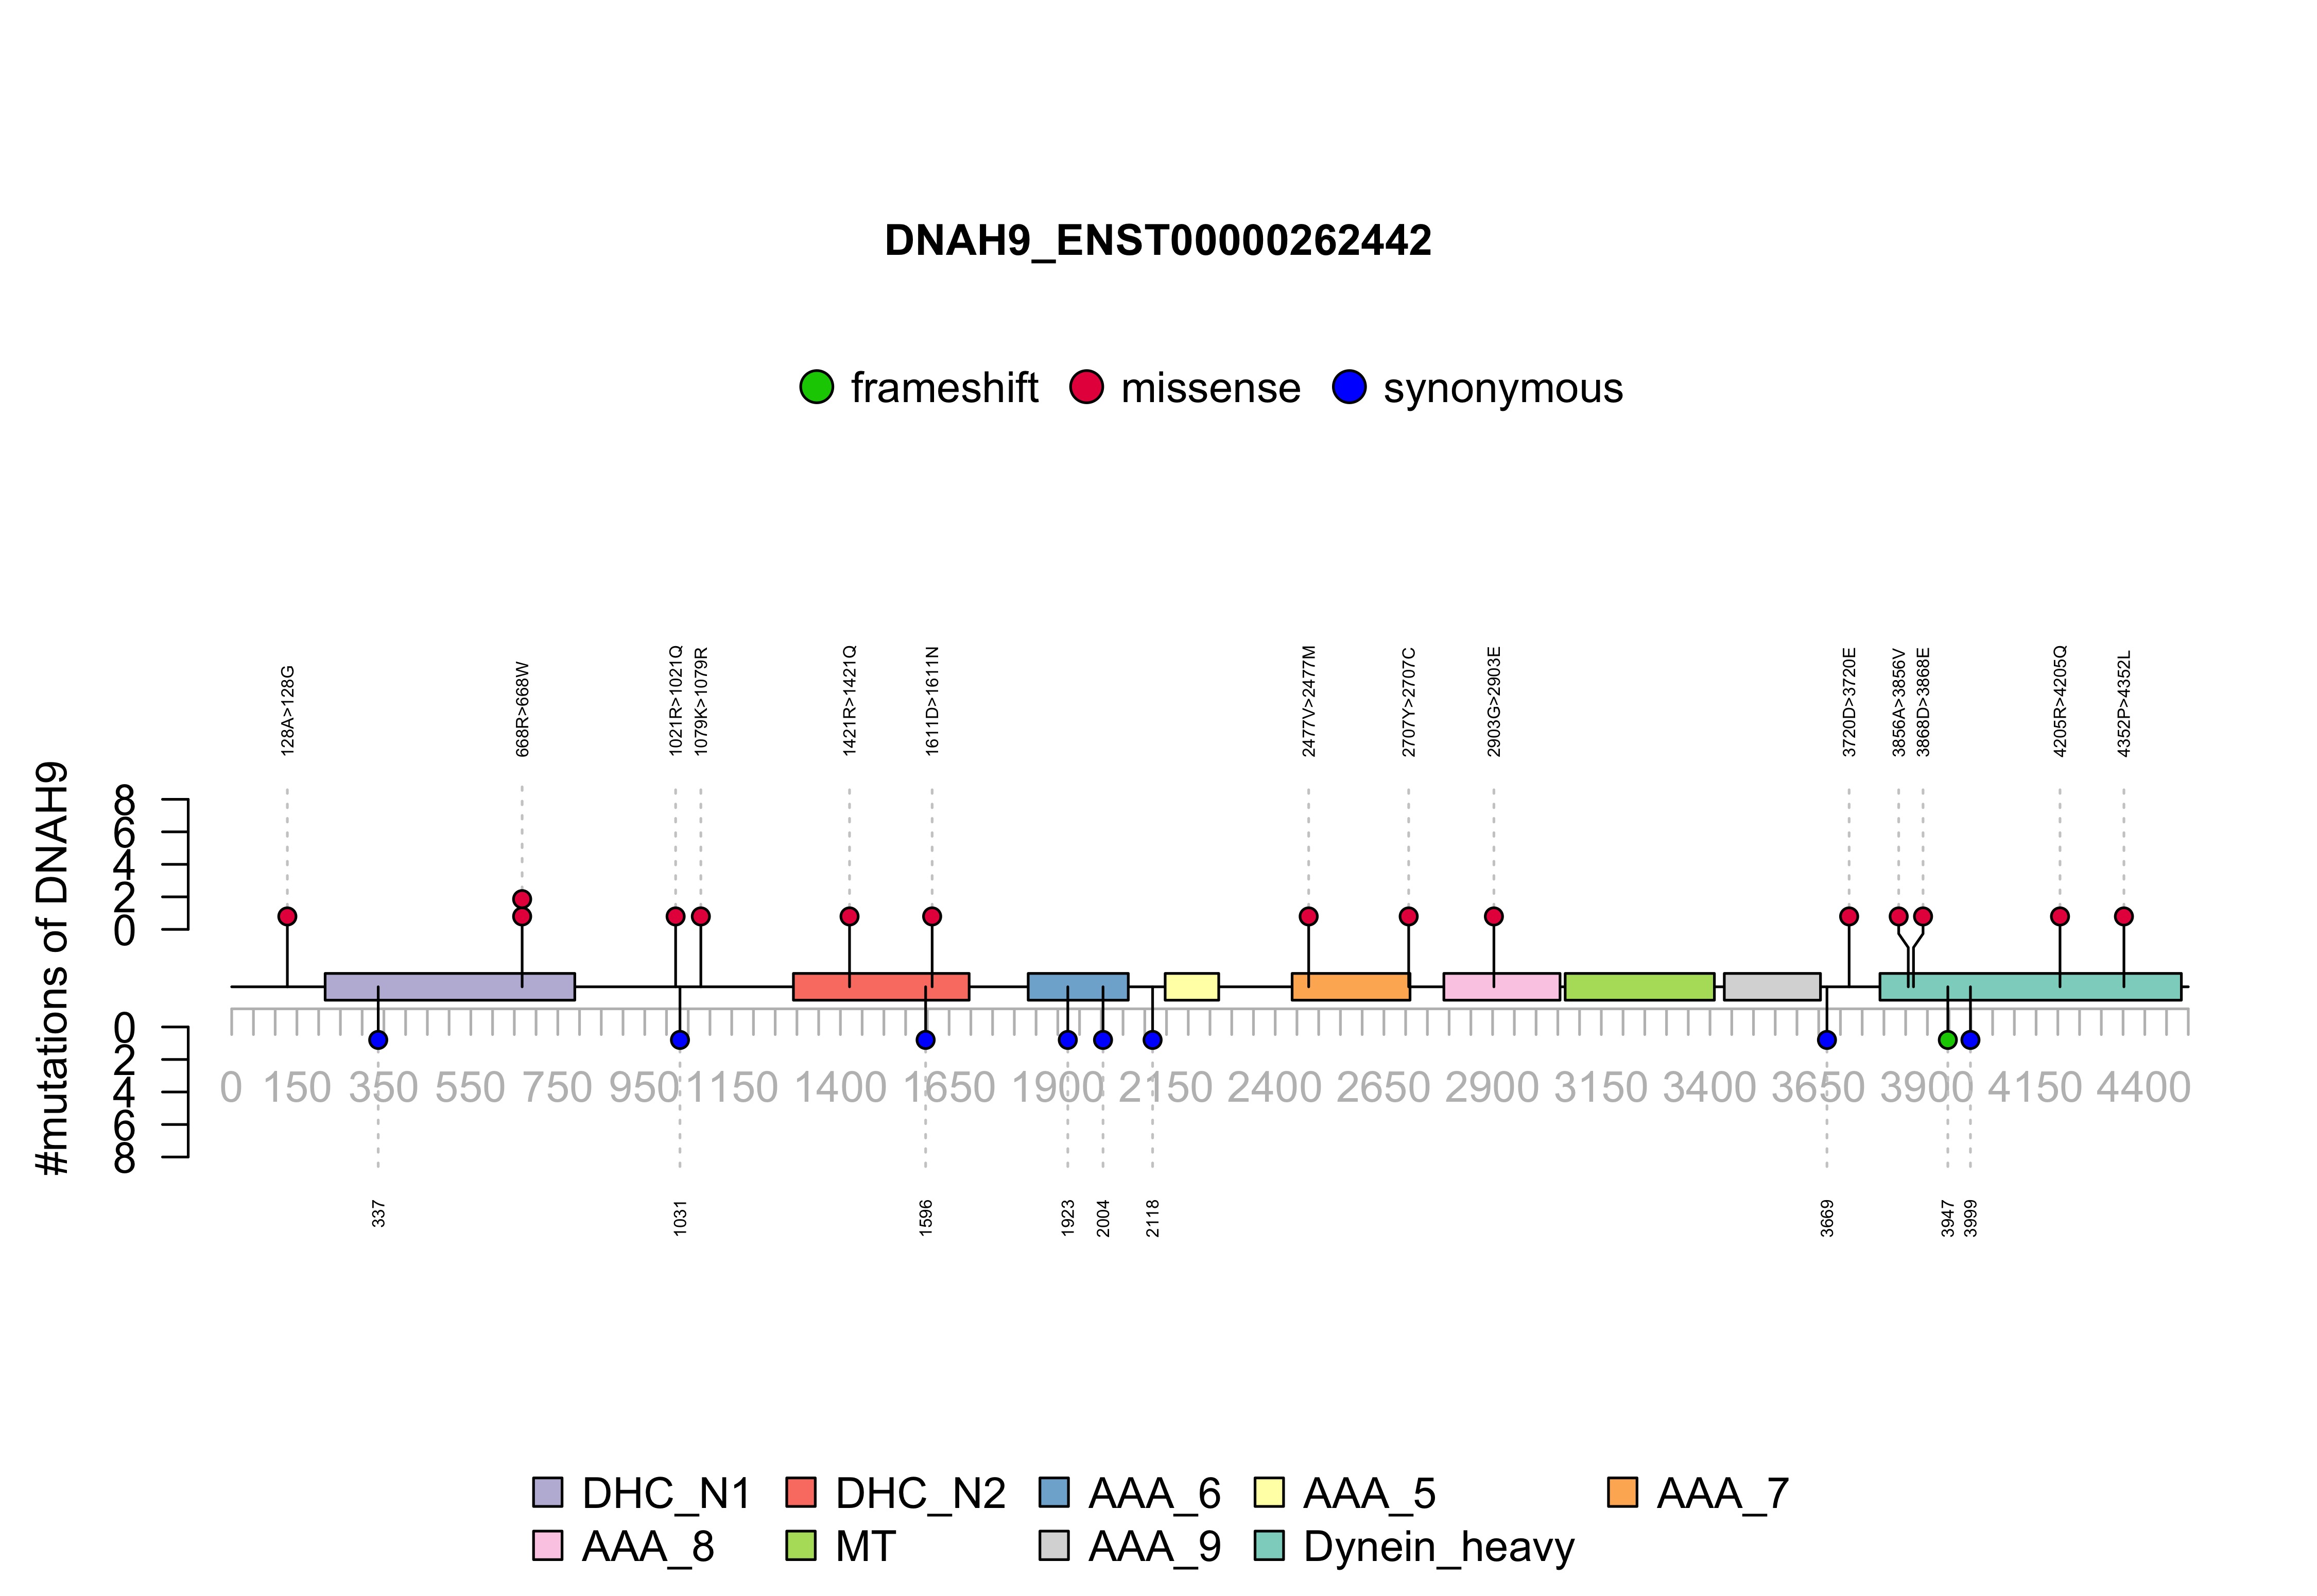 DNAH9_ENST00000262442
frameshift missense synonymous
128A>128G
668R>668W
1021R>1021Q
1079K>1079R
1421R>1421Q
1611D>1611N
2477V>2477M
2707Y>2707C
2903G>2903E
3720D>3720E
3856A>3856V
3868D>3868E
4205R>4205Q
4352P>4352L
#mutations of DNAH9
8
6
4
2
0
0
2
4
6
8
0 150 350 550 750 950 1150 1400 1650 1900 2150 2400 2650 2900 3150 3400 3650 3900 4150 4400
337
1031
1596
1923
2004
2118
3669
3947
3999
DHC_N1 DHC_N2 AAA_6 AAA_5 AAA_7
AAA_8 MT AAA_9 Dynein_heavy